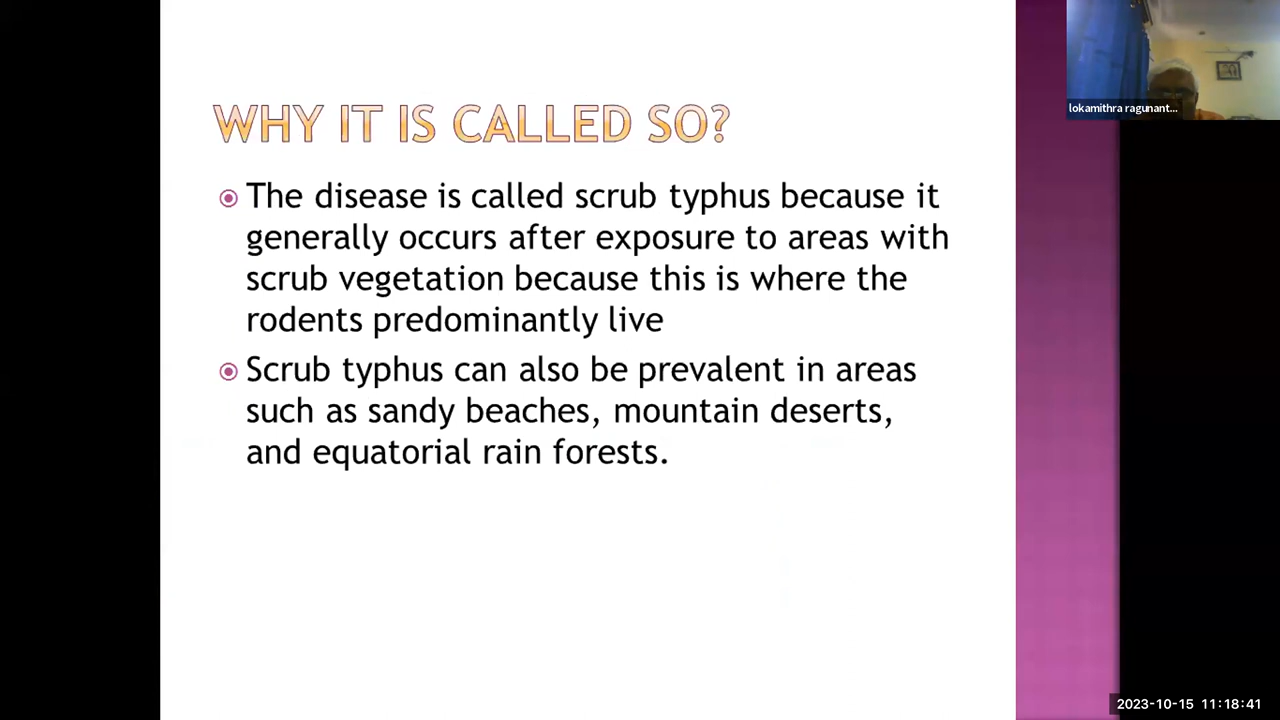 lokamithra ragunant...
WHY IT IS CALLED SO?
The disease is called scrub typhus because it
generally occurs after exposure to areas with
scrub vegetation because this is where the
rodents predominantly live
Scrub typhus can also be prevalent in areas
such as sandy beaches, mountain deserts,
and equatorial rain forests.
2023-10-15 11:18:41